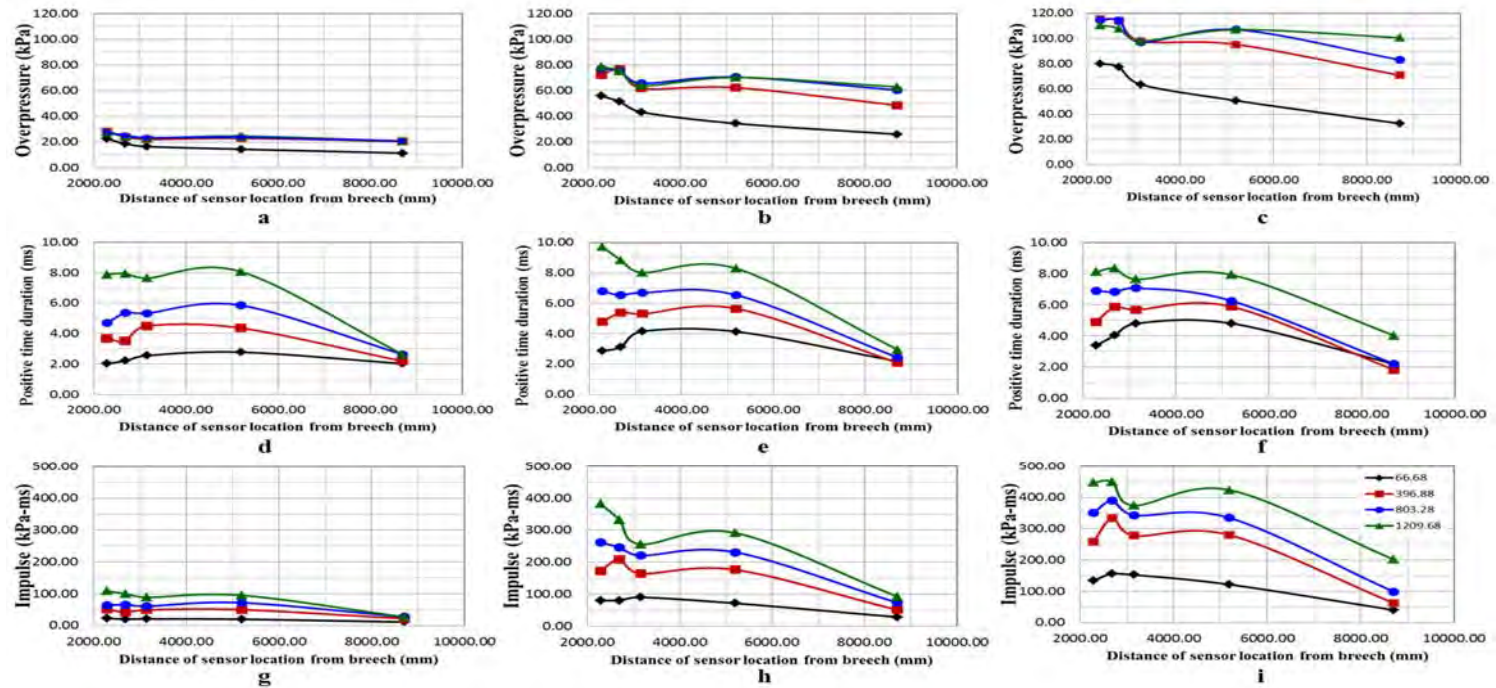 120.00
100.00
80.00
60.00
40.00
20.00
0.00
Overpressure (kPa)
2000.00 4000.00 6000.00 8000.00 10000.00
Distance of sensor location from breech (mm)
a
120.00
100.00
80.00
60.00
40.00
20.00
0.00
Overpressure (kPa)
2000.00 4000.00 6000.00 8000.00 10000.00
Distance of sensor location from breech (mm)
b
120.00
100.00
80.00
60.00
40.00
20.00
0.00
Overpressure (kPa)
2000.00 4000.00 6000.00 8000.00 10000.00
Distance of sensor location from breech (mm)
c
10.00
8.00
6.00
4.00
2.00
0.00
Positive time duration (ms)
2000.00 4000.00 6000.00 8000.00 10000.00
Distance of sensor location from breech (mm)
d
10.00
8.00
6.00
4.00
2.00
0.00
Positive time duration (ms)
2000.00 4000.00 6000.00 8000.00 10000.00
Distance of sensor location from breech (mm)
e
10.00
8.00
6.00
4.00
2.00
0.00
Positive time duration (ms)
2000.00 4000.00 6000.00 8000.00 10000.00
Distance of sensor location from breech (mm)
f
500.00
400.00
300.00
200.00
100.00
0.00
Impulse (kPa-ms)
2000.00 4000.00 6000.00 8000.00 10000.00
Distance of sensor location from breech (mm)
g
500.00
400.00
300.00
200.00
100.00
0.00
Impulse (kPa-ms)
2000.00 4000.00 6000.00 8000.00 10000.00
Distance of sensor location from breech (mm)
h
500.00
400.00
300.00
200.00
100.00
0.00
Impulse (kPa-ms)
66.68
396.88
803.28
1209.68
2000.00 4000.00 6000.00 8000.00 10000.00
Distance of sensor location from breech (mm)
i